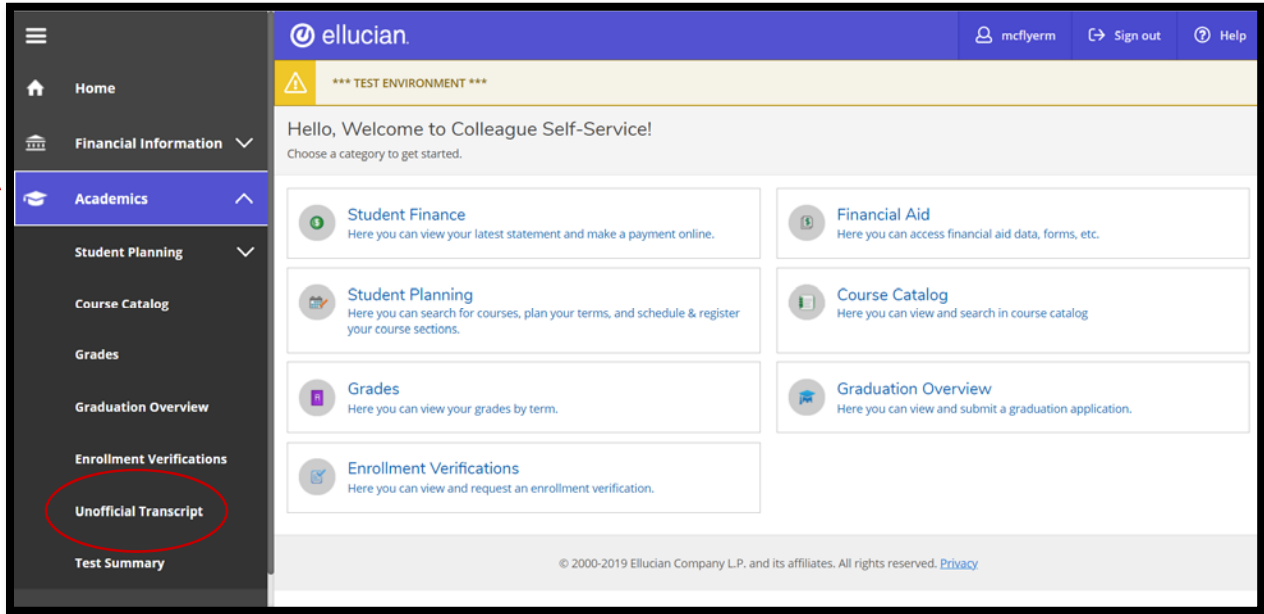 ellucian.
mcflyerm
Sign out
Help
Home
Financial Information
Academics
Student Planning
Course Catalog
Grades
Graduation Overview
Enrollment Verifications
Unofficial Transcript
Test Summary
*** TEST ENVIRONMENT ***
Hello, Welcome to Colleague Self-Service!
Choose a category to get started.
Student Finance
Here you can view your latest statement and make a payment online.
Financial Aid
Here you can access financial aid data, forms, etc.
Student Planning
Here you can search for courses, plan your terms, and schedule & register
your course sections.
Course Catalog
Here you can view and search in course catalog
Grades
Here you can view your grades by term.
Graduation Overview
Here you can view and submit a graduation application.
Enrollment Verifications
Here you can view and request an enrollment verification.
© 2000-2019 Ellucian Company L.P. and its affiliates. All rights reserved. Privacy